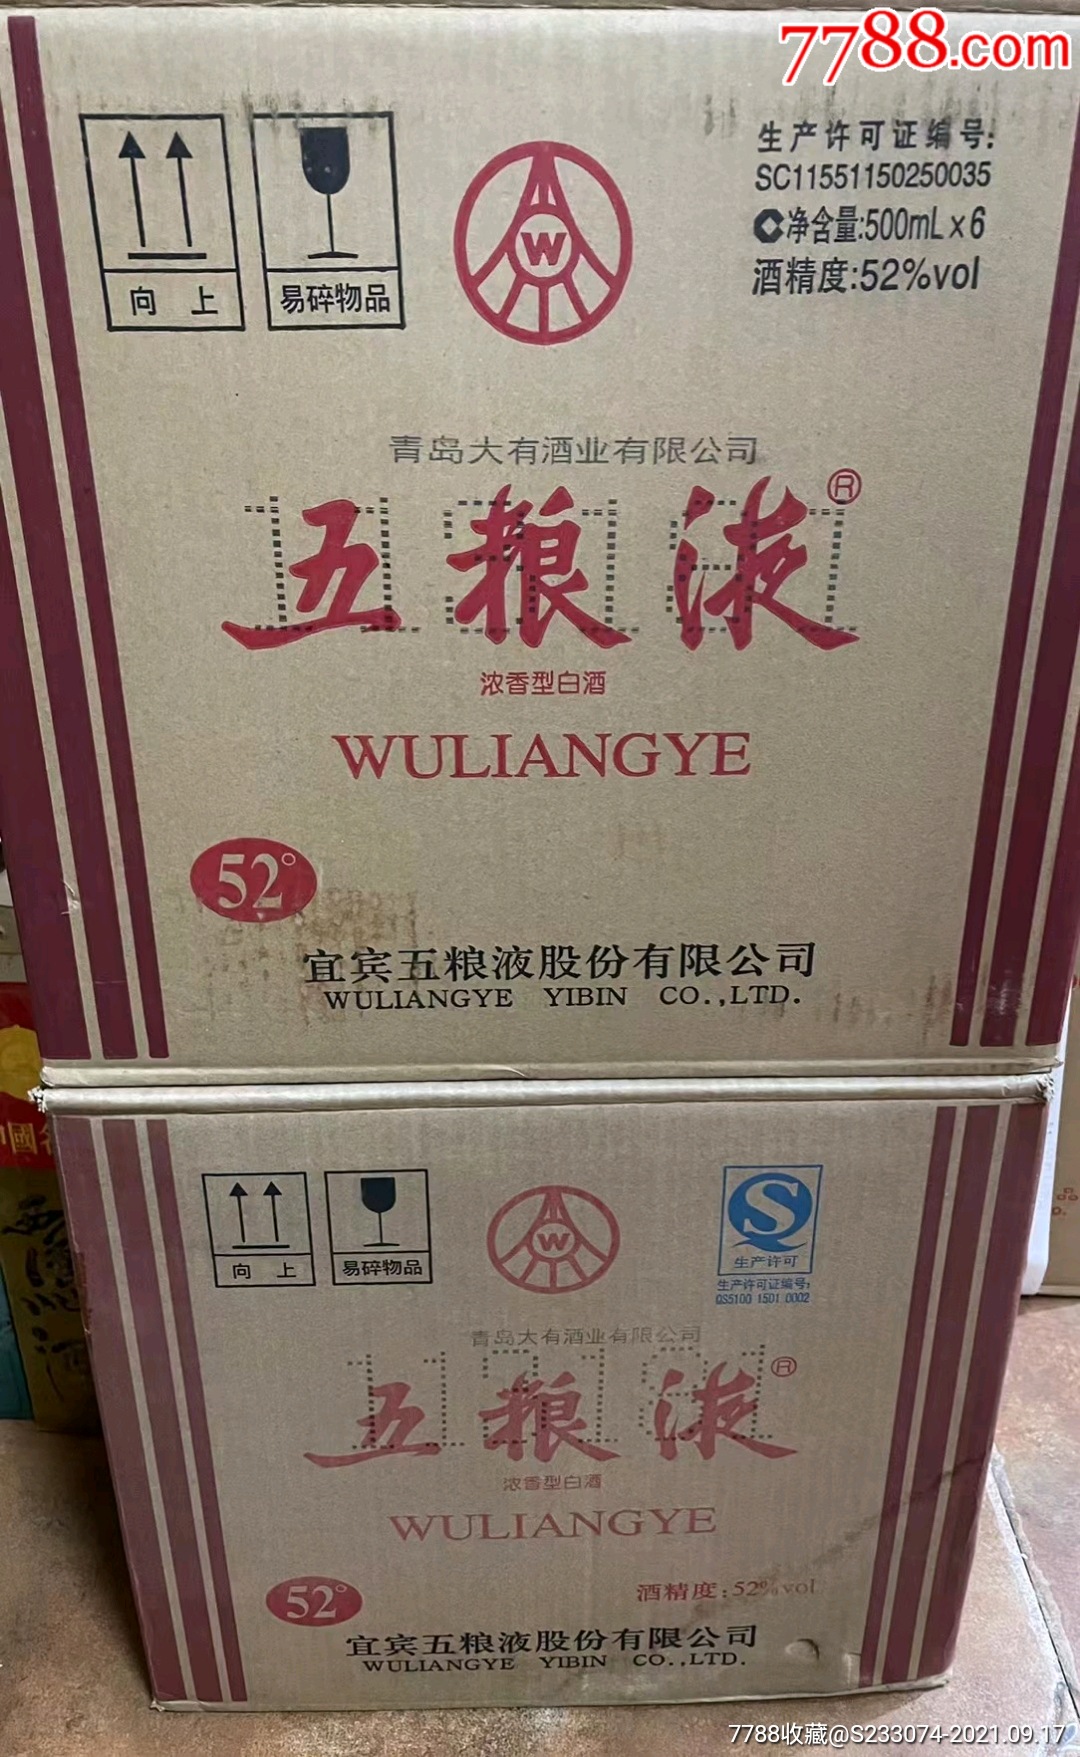 7788.com
生产许可证编号:
SC11551150250035
净含量:500mL×6
酒精度:52%vol
向上
易碎物品
W
青岛大有酒业有限公司
五粮液®
浓香型白酒
WULIANGYE
52°
宜宾五粮液股份有限公司
WULIANGYE YIBIN CO.,LTD.
向上
易碎物品
W
S
生产许可
生产许可证编号:
QS5100 1501 0002
青岛大有酒业有限公司
五粮液®
浓香型白酒
WULIANGYE
52°
酒精度:52%vol
宜宾五粮液股份有限公司
WULIANGYE YIBIN CO.,LTD.
7788收藏@S233074-2021.09.17